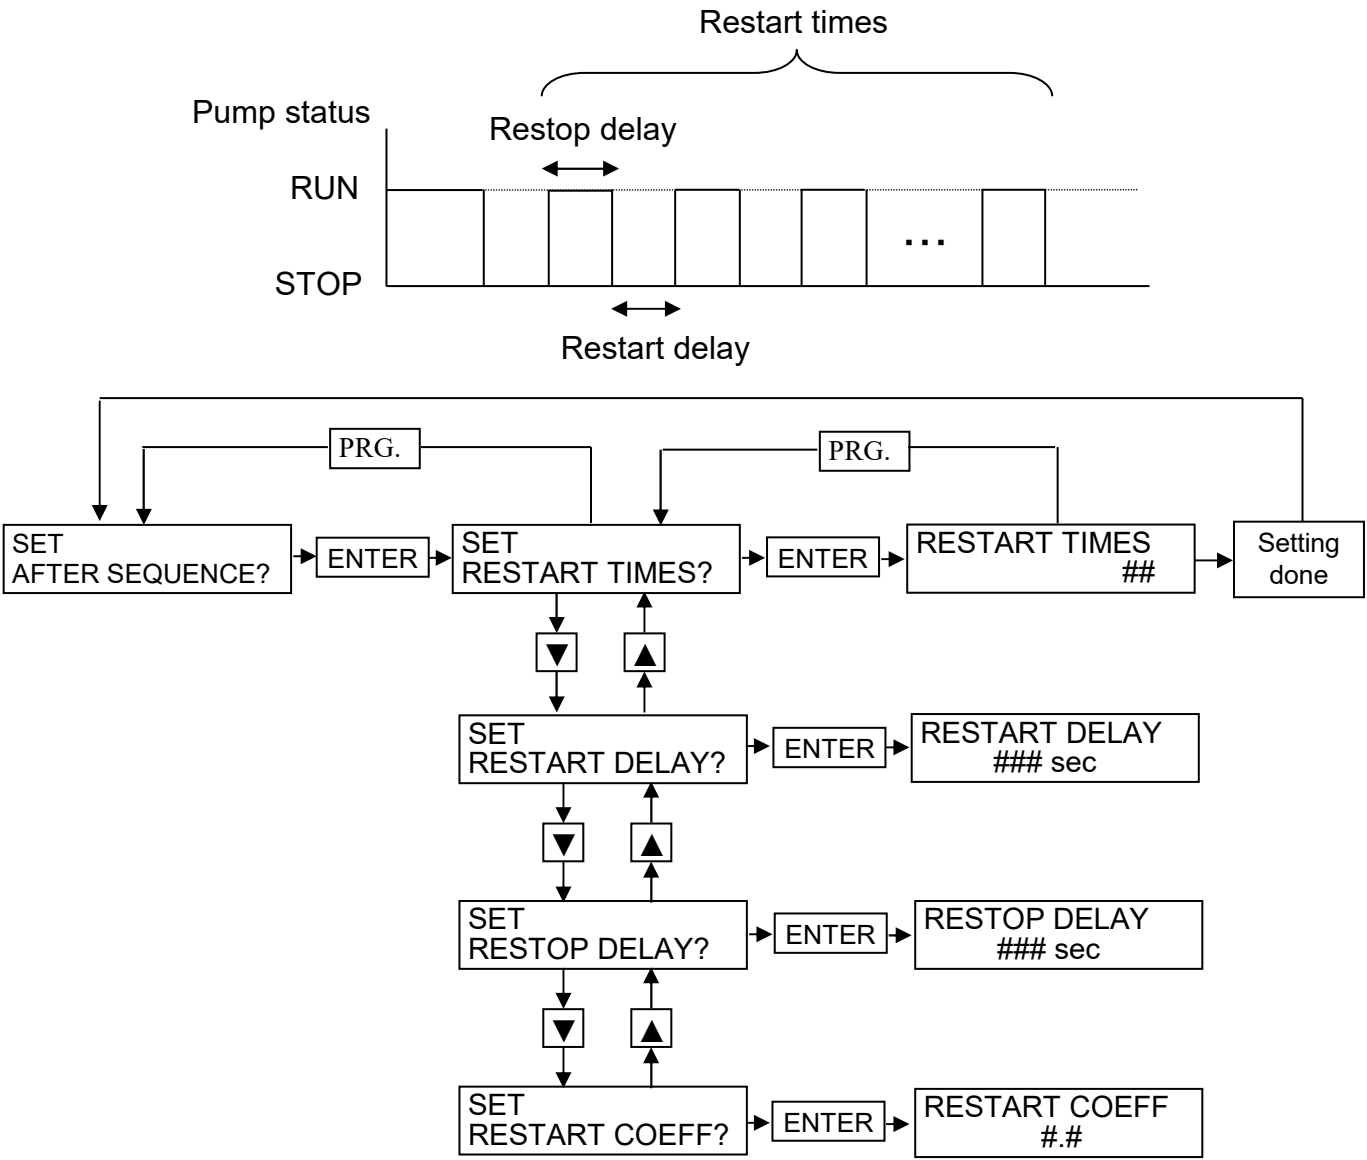 Restart times
Pump status
Restop delay
RUN
...
STOP
Restart delay
PRG.
PRG.
SET
AFTER SEQUENCE?
ENTER
SET
RESTART TIMES?
ENTER
RESTART TIMES
##
Setting
done
▼
▲
SET
RESTART DELAY?
ENTER
RESTART DELAY
### sec
▼
▲
SET
RESTOP DELAY?
ENTER
RESTOP DELAY
### sec
▼
▲
SET
RESTART COEFF?
ENTER
RESTART COEFF
#.#